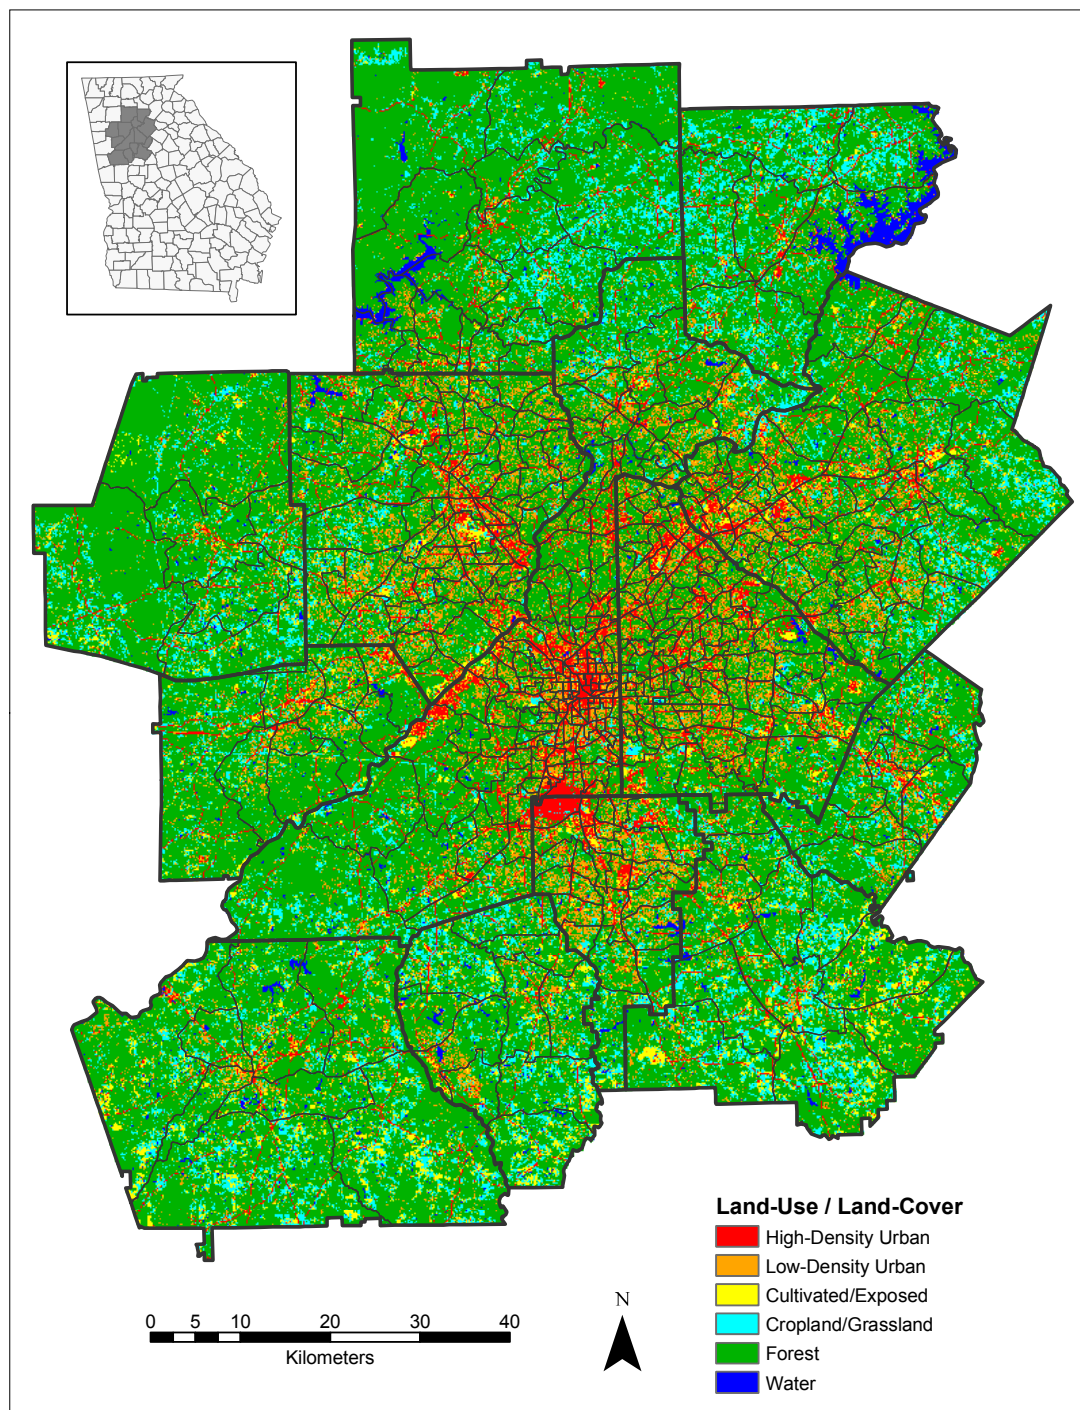 Land-Use / Land-Cover
High-Density Urban
Low-Density Urban
Cultivated/Exposed
Cropland/Grassland
Forest
Water
0 5 10 20 30 40
Kilometers
N